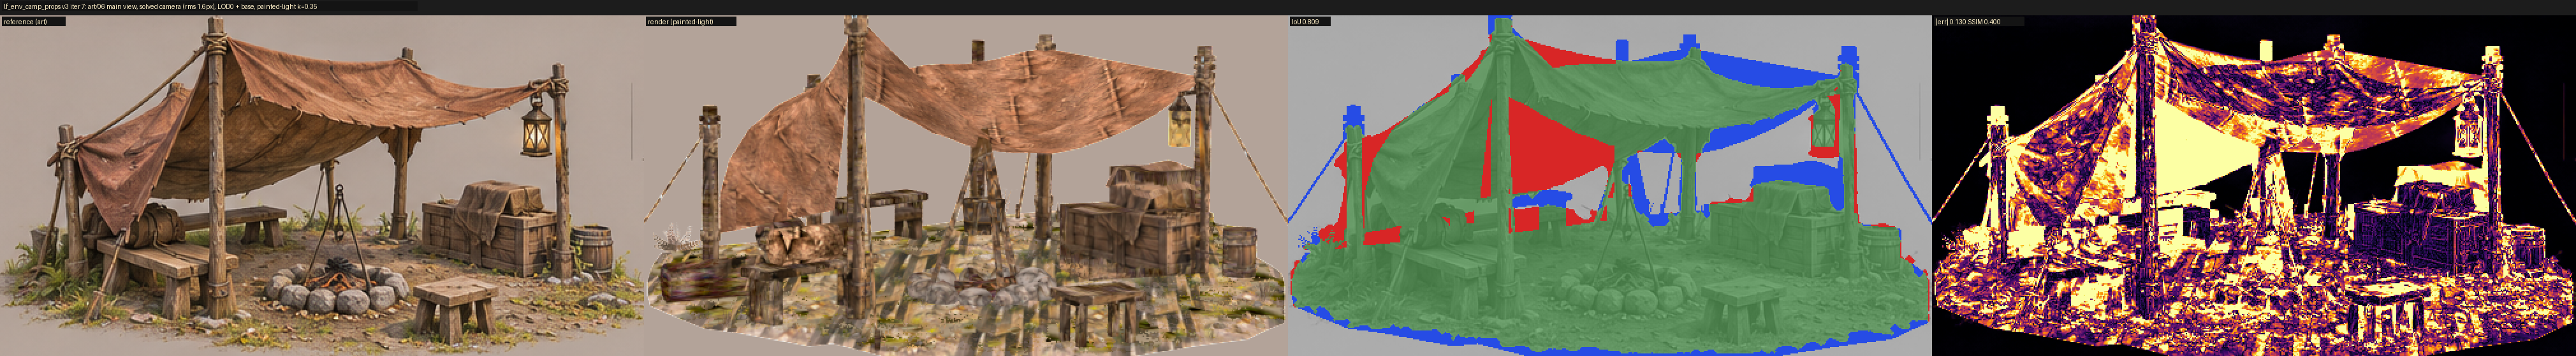 lf_env_camp_props v3 iter 7: art/06 main view, solved camera (rms 1.6px), LOD0 + base, painted-light k=0.35
reference (art)
render (painted-light)
IoU 0.809
|err| 0.130 SSIM 0.400